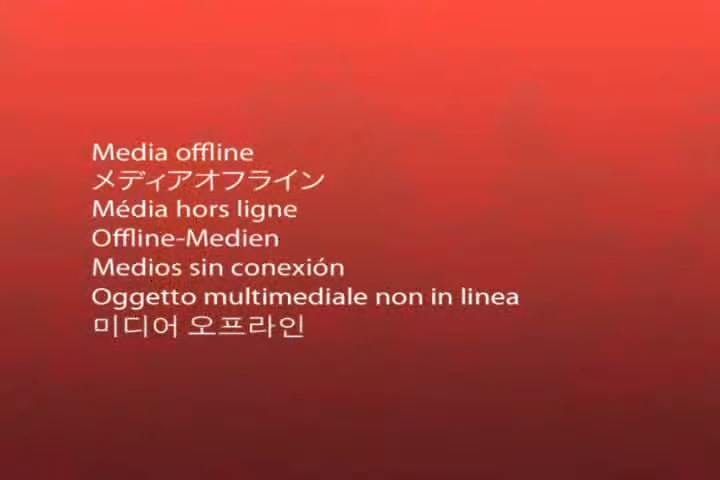 Media offline
メディアオフライン
Média hors ligne
Offline-Medien
Medios sin conexión
Oggetto multimediale non in linea
미디어 오프라인